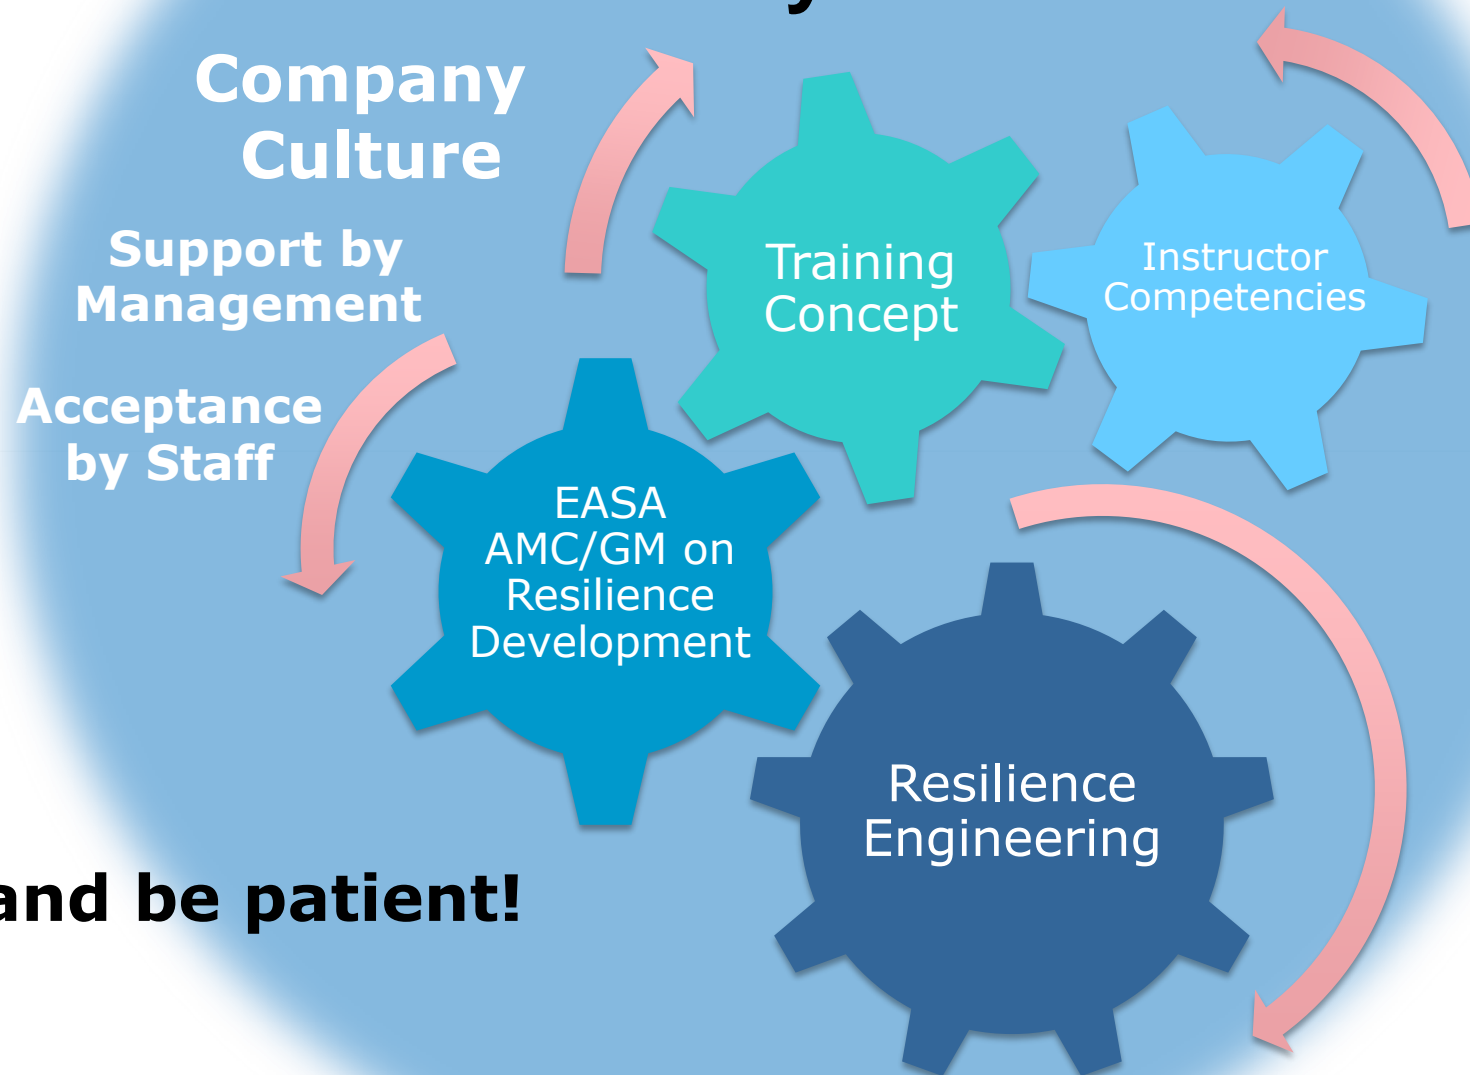 Company
Culture
Support by
Management
Acceptance
by Staff
Training
Concept
Instructor
Competencies
EASA
AMC/GM on
Resilience
Development
Resilience
Engineering
and be patient!